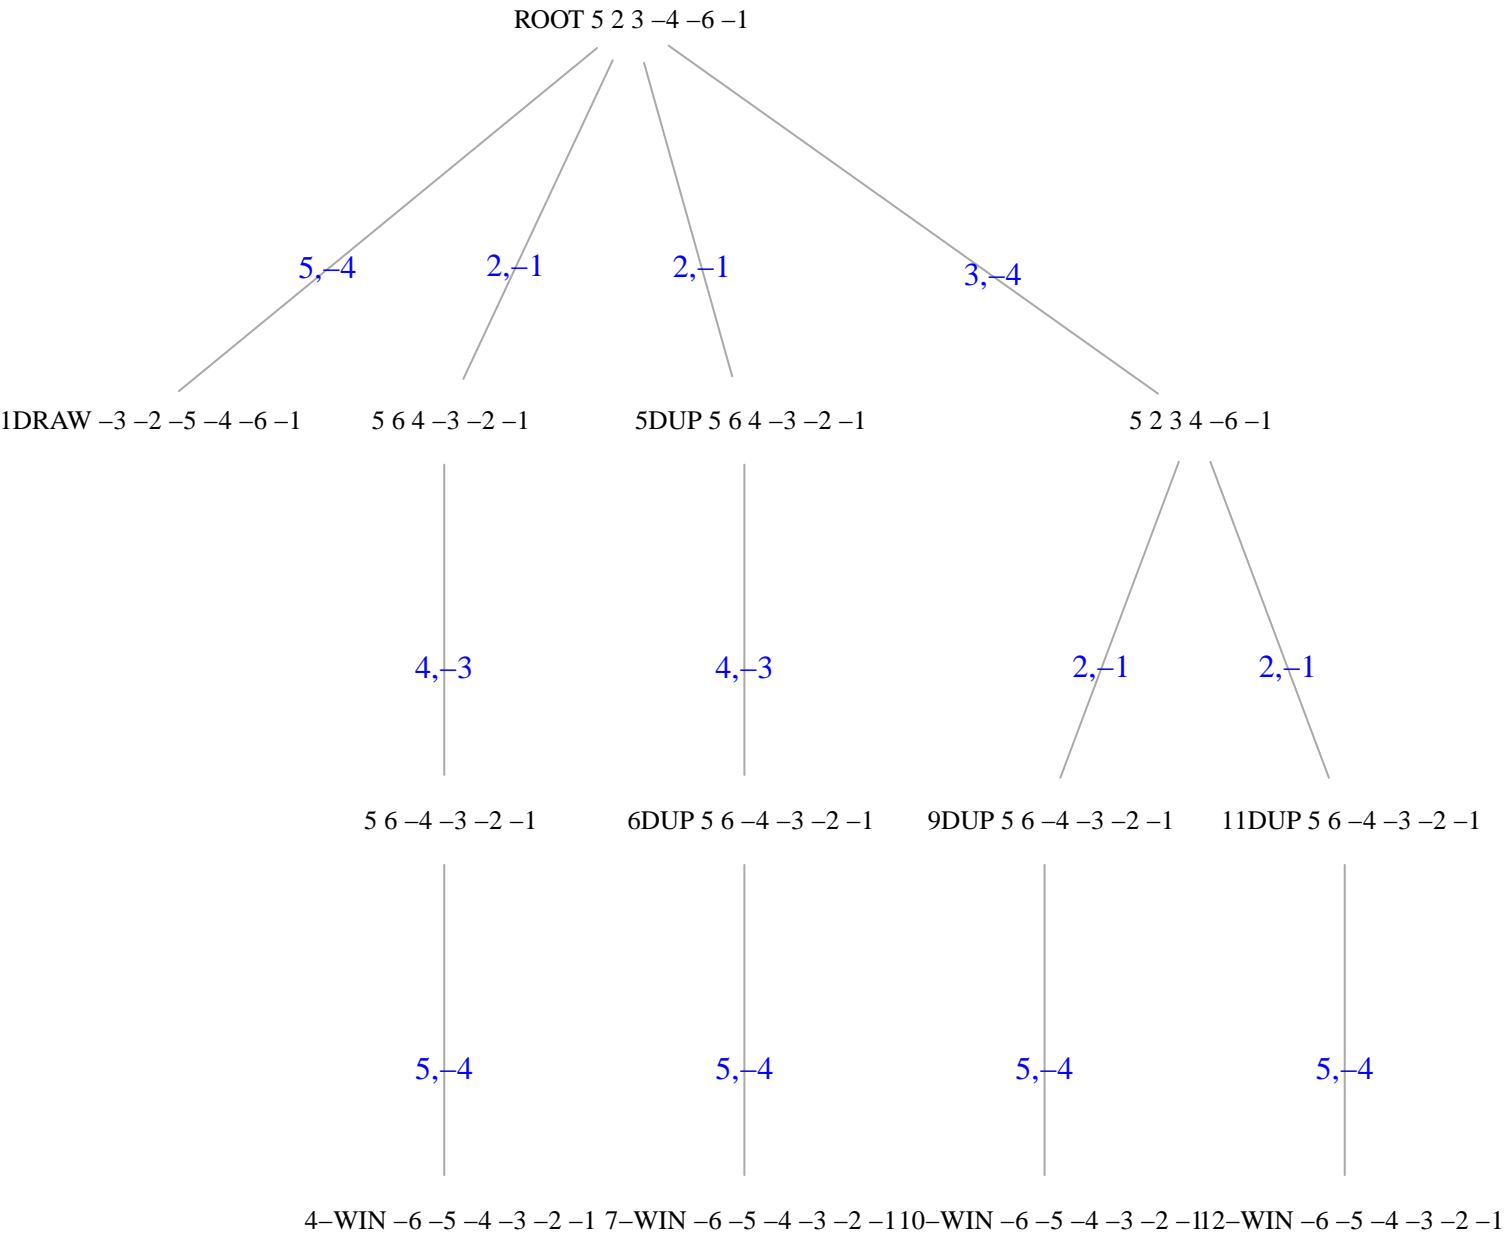 ROOT 5 2 3 –4 –6 –1
5,–4
2,–1
2,–1
3,–4
1DRAW –3 –2 –5 –4 –6 –1
5 6 4 –3 –2 –1
5DUP 5 6 4 –3 –2 –1
5 2 3 4 –6 –1
4,–3
4,–3
2,–1
2,–1
5 6 –4 –3 –2 –1
6DUP 5 6 –4 –3 –2 –1
9DUP 5 6 –4 –3 –2 –1
11DUP 5 6 –4 –3 –2 –1
5,–4
5,–4
5,–4
5,–4
4–WIN –6 –5 –4 –3 –2 –1
7–WIN –6 –5 –4 –3 –2 –1
10–WIN –6 –5 –4 –3 –2 –1
12–WIN –6 –5 –4 –3 –2 –1